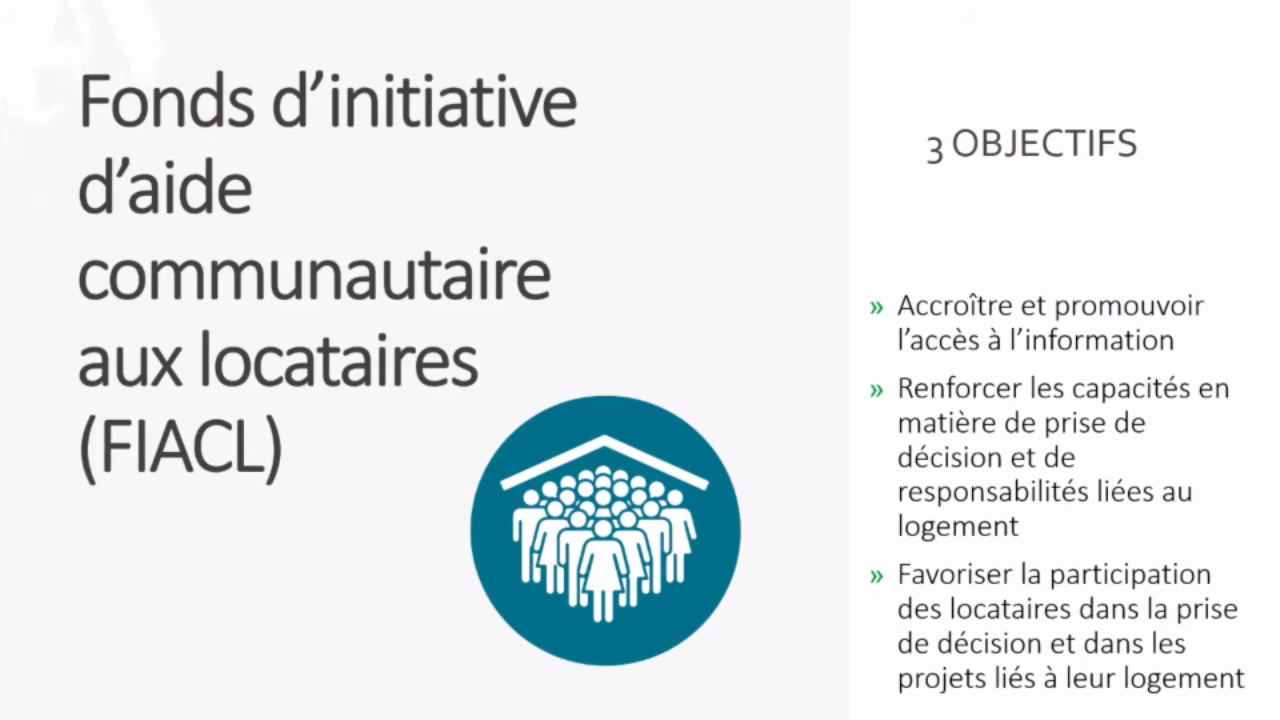 Fonds d’initiative
d’aide
communautaire
aux locataires
(FIACL)
3 OBJECTIFS
» Accroître et promouvoir
l’accès à l’information
» Renforcer les capacités en
matière de prise de
décision et de
responsabilités liées au
logement
» Favoriser la participation
des locataires dans la prise
de décision et dans les
projets liés à leur logement